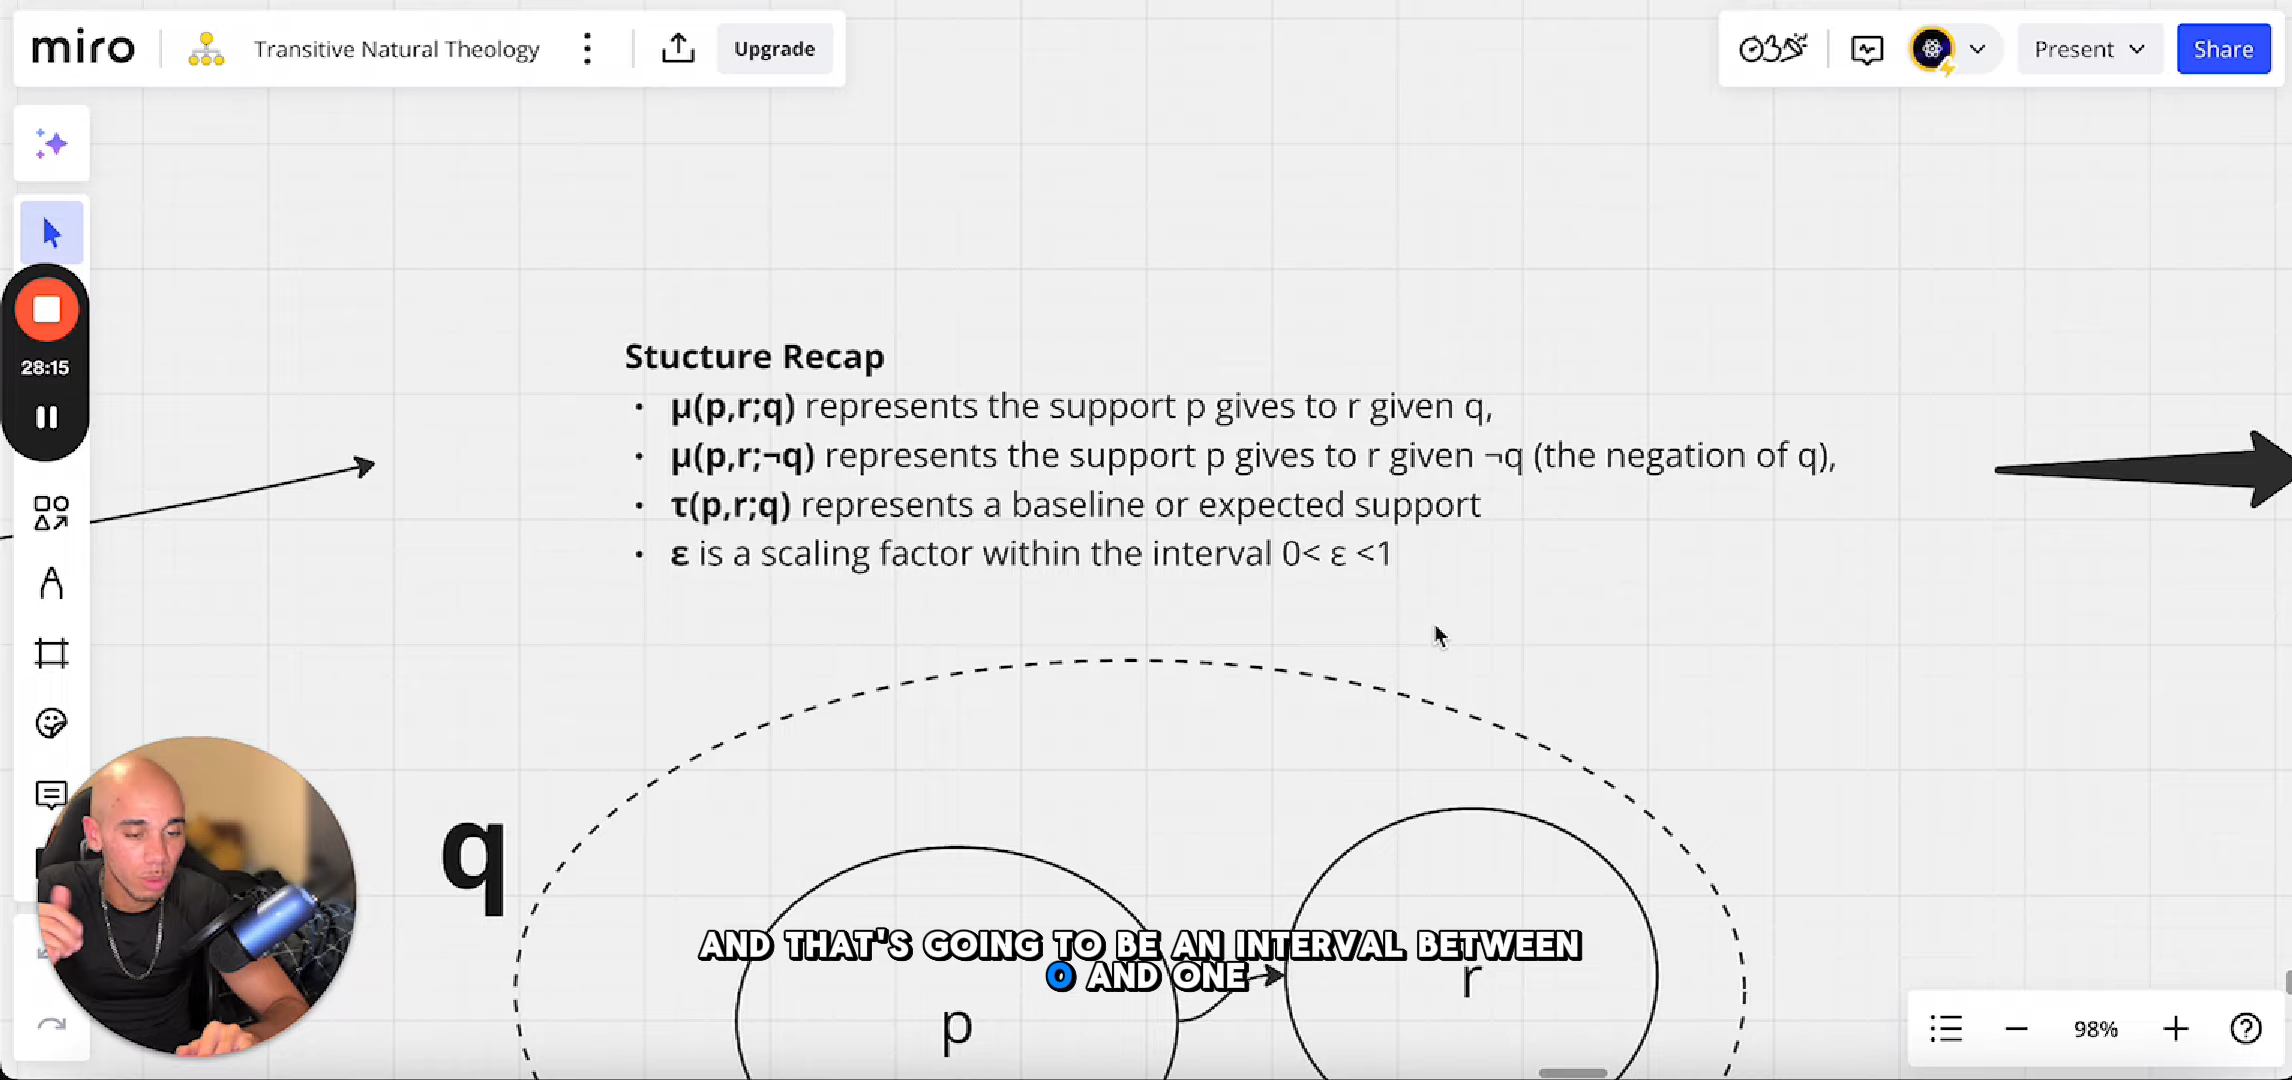 miro
Transitive Natural Theology
Upgrade
Present
Share
28:15
Stucture Recap
• μ(p,r;q) represents the support p gives to r given q,
• μ(p,r;¬q) represents the support p gives to r given ¬q (the negation of q),
• τ(p,r;q) represents a baseline or expected support
• ε is a scaling factor within the interval 0< ε <1
q
AND THAT'S GOING TO BE AN INTERVAL BETWEEN
0 AND ONE
r
p
98%